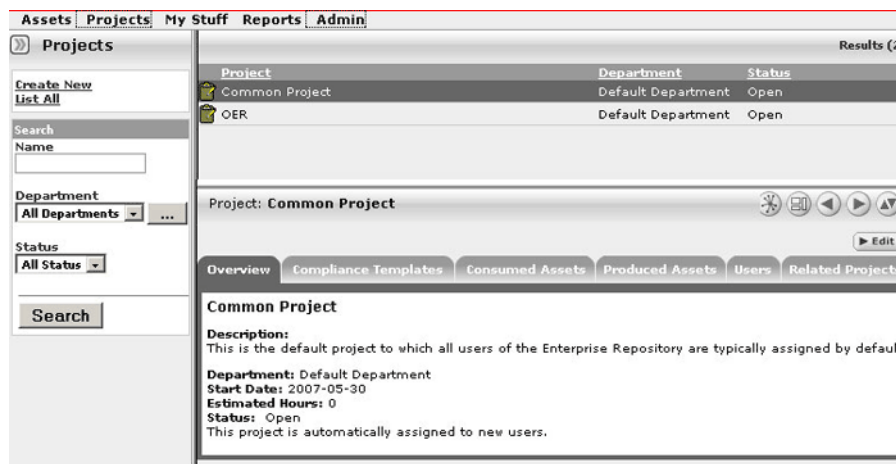 Assets Projects My Stuff Reports Admin
Projects
Create New
List All
Search
Name
Department
All Departments ...
Status
All Status
Search
Results (2
Project Department Status
Common Project Default Department Open
OER Default Department Open
Project: Common Project
Edit
Overview Compliance Templates Consumed Assets Produced Assets Users Related Project
Common Project
Description:
This is the default project to which all users of the Enterprise Repository are typically assigned by defaul
Department: Default Department
Start Date: 2007-05-30
Estimated Hours: 0
Status: Open
This project is automatically assigned to new users.